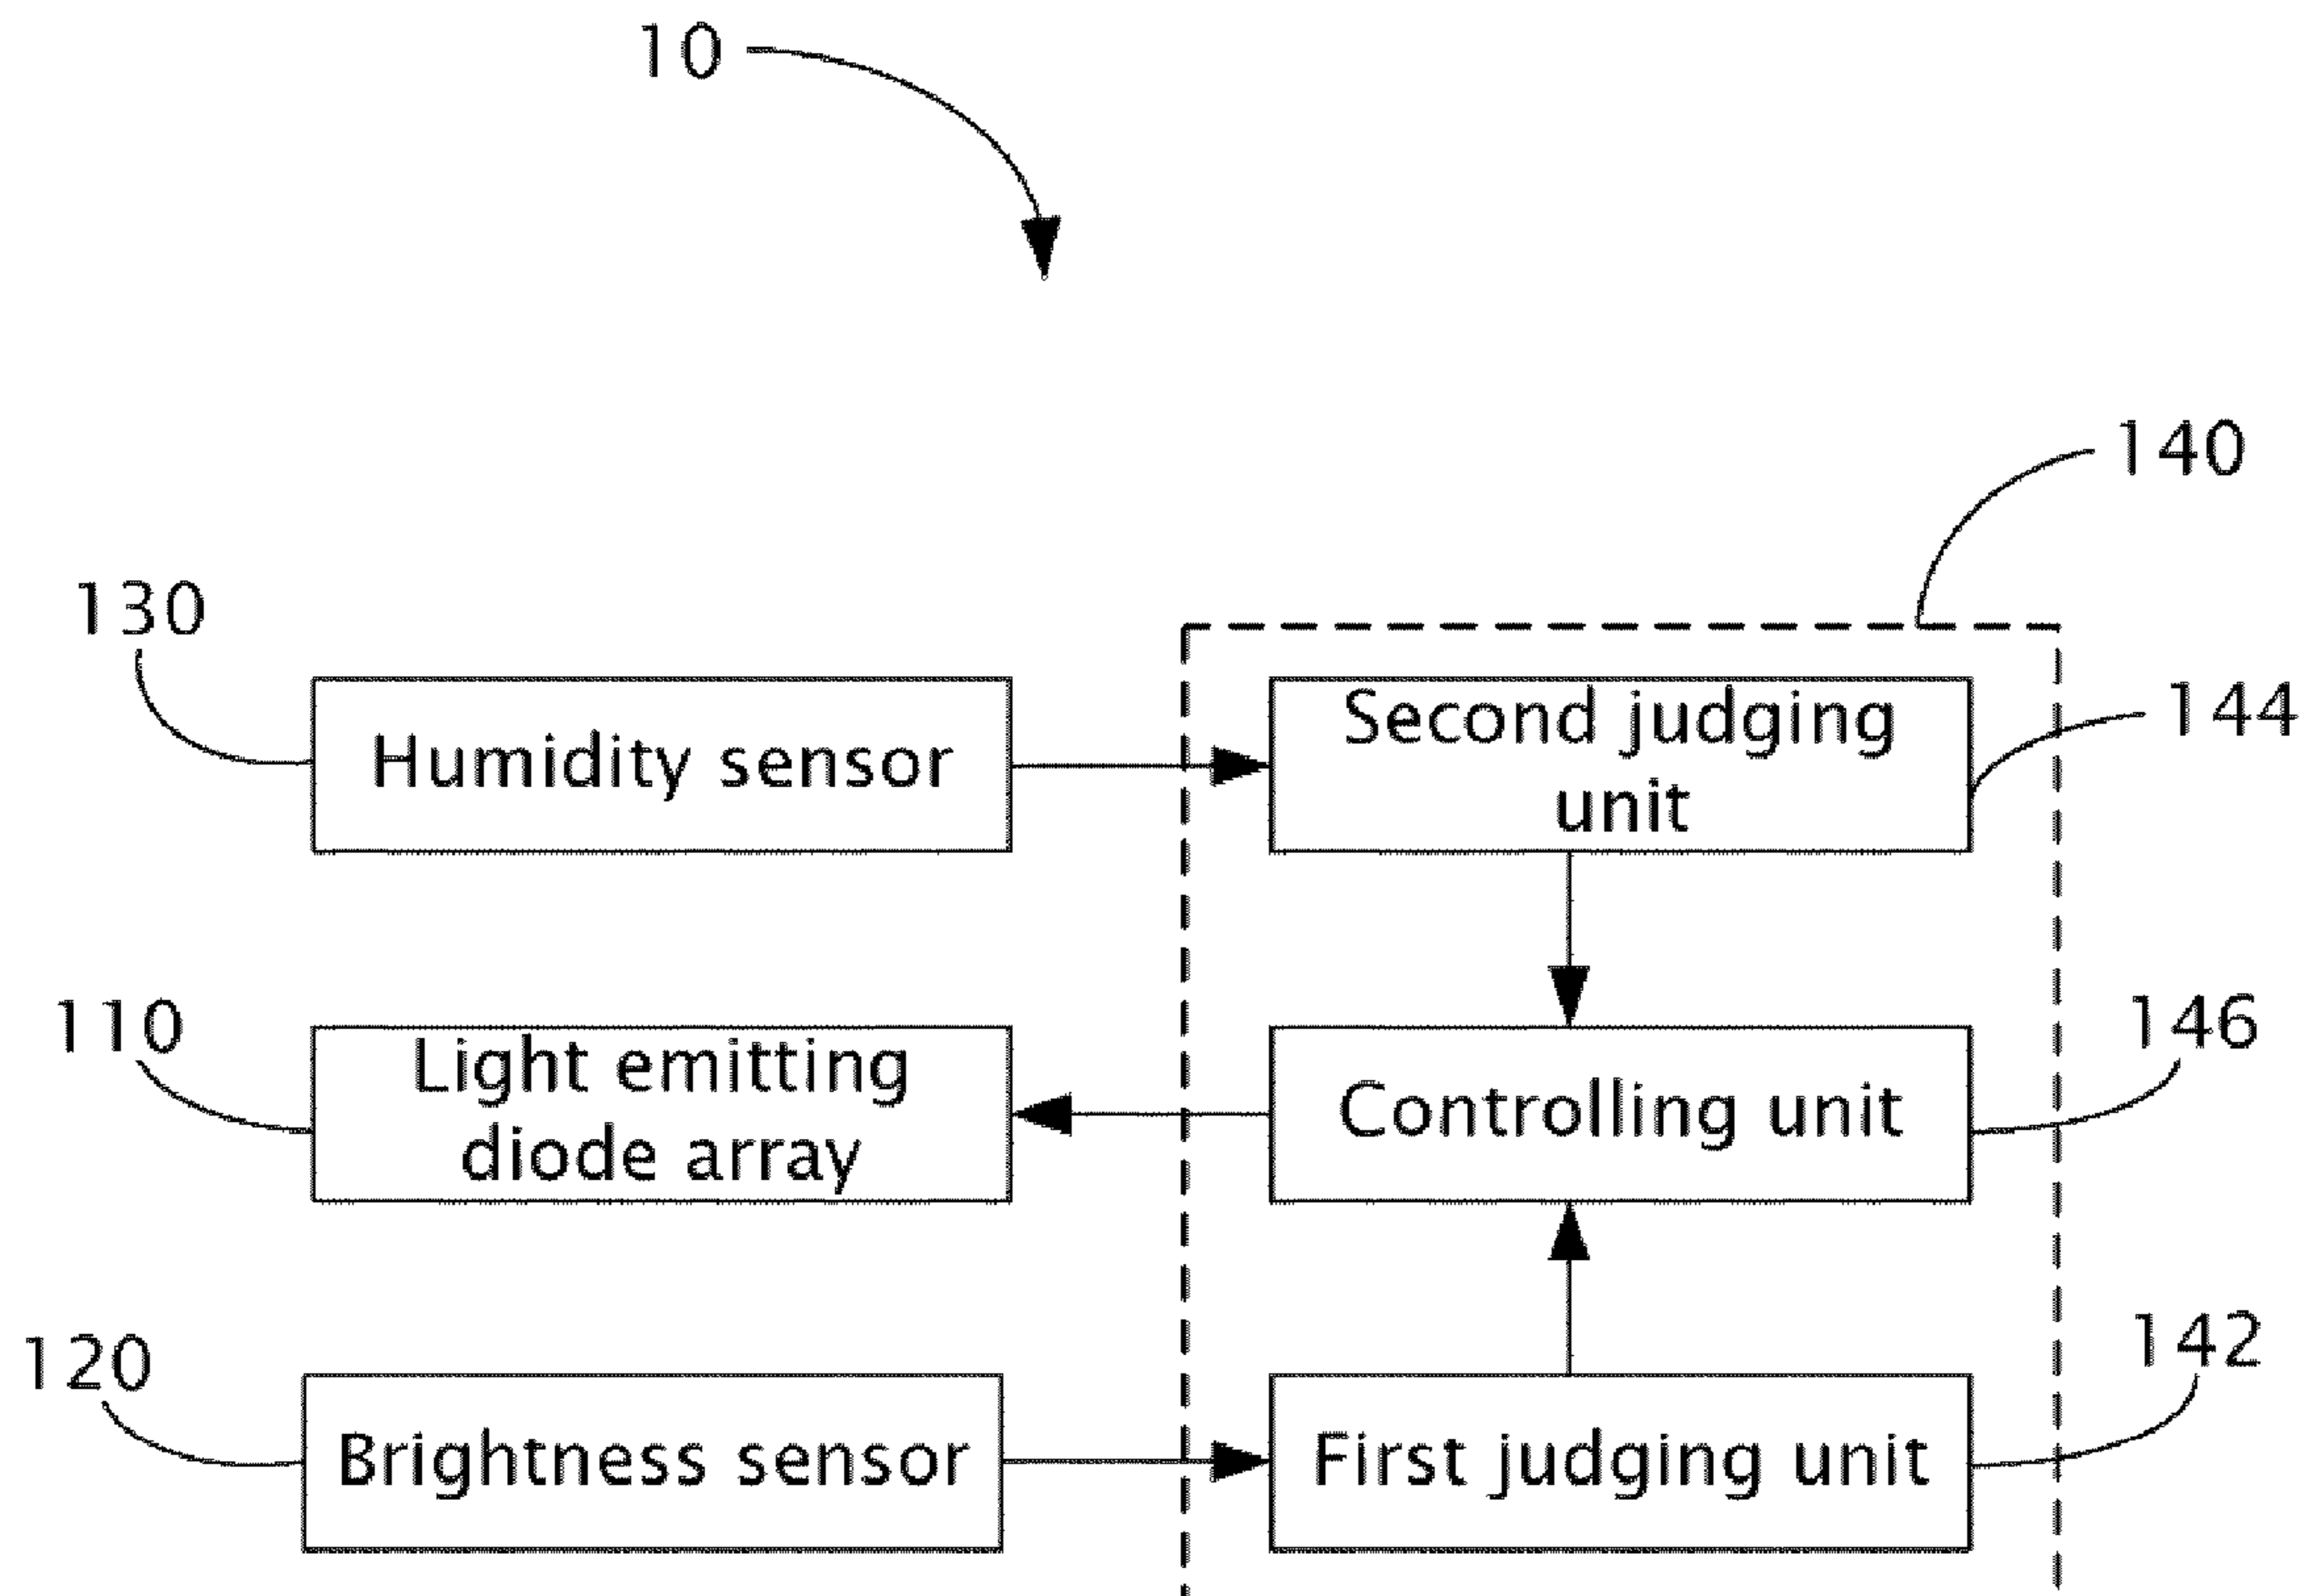 10
140
130
Humidity sensor
Second judging
unit
144
110
Light emitting
diode array
Controlling unit
146
120
Brightness sensor
First judging unit
142